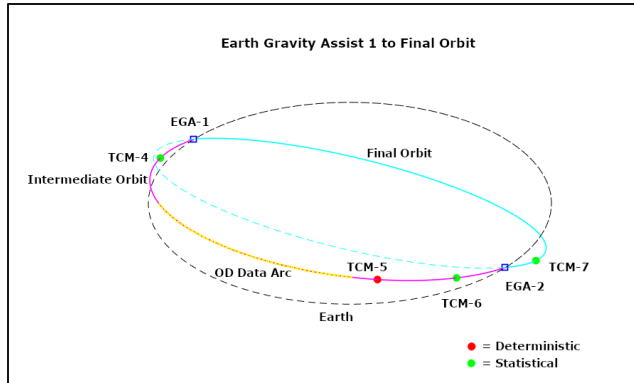 Earth Gravity Assist 1 to Final Orbit
EGA-1
TCM-4
Final Orbit
Intermediate Orbit
OD Data Arc
TCM-5
TCM-7
EGA-2
TCM-6
Earth
= Deterministic
= Statistical